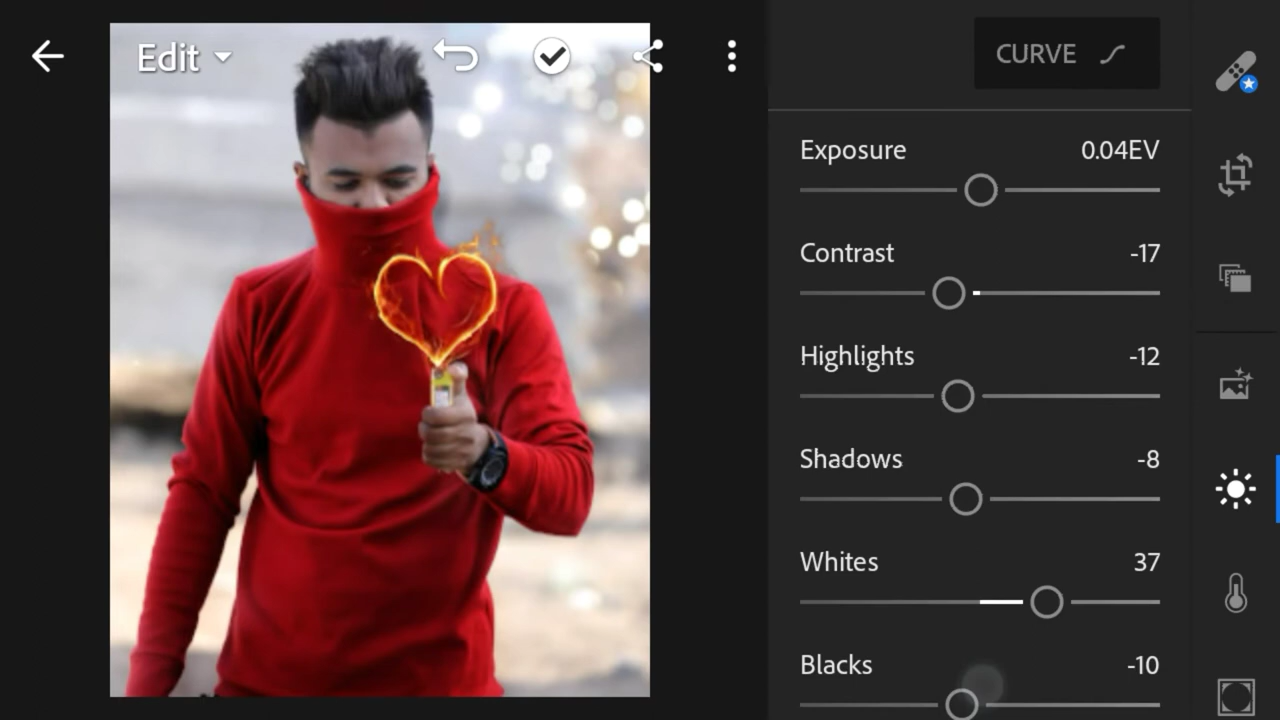 Edit
CURVE
Exposure 0.04EV
Contrast -17
Highlights -12
Shadows -8
Whites 37
Blacks -10